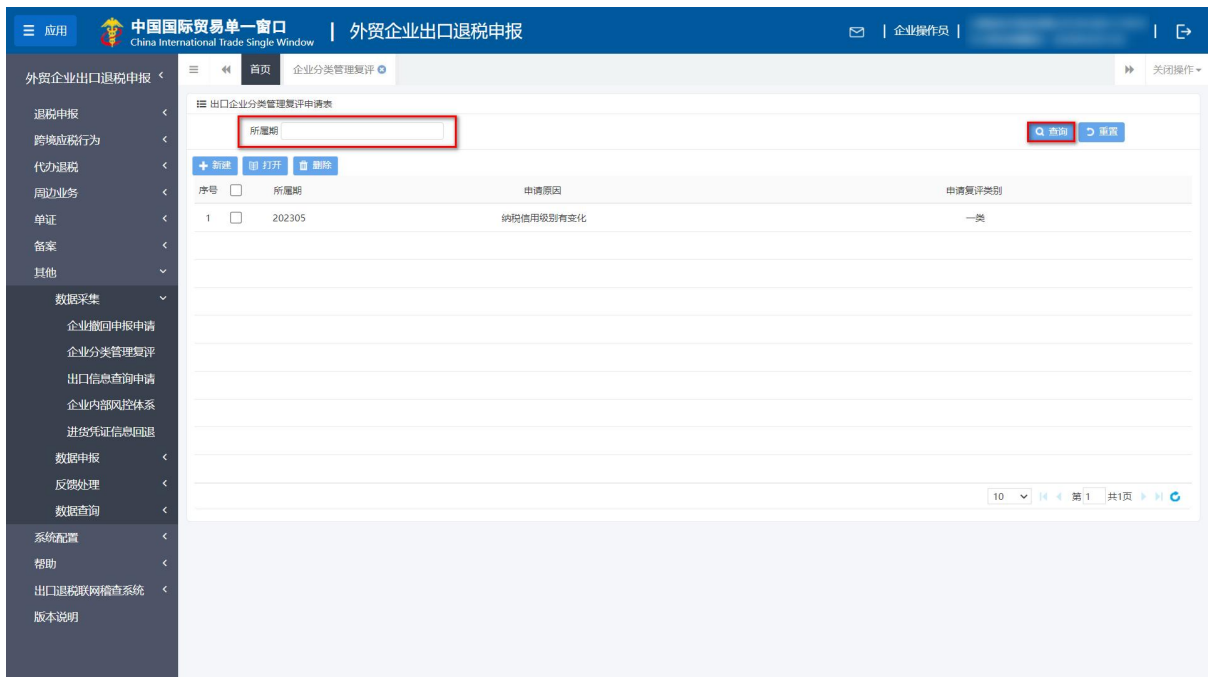 应用
中国国际贸易单一窗口
China International Trade Single Window
外贸企业出口退税申报
企业操作员
外贸企业出口退税申报
首页
企业分类管理复评
关闭操作
退税申报
跨境应税行为
代办退税
周边业务
单证
备案
其他
数据采集
企业撤回申报申请
企业分类管理复评
出口信息查询申请
企业内部风控体系
进货凭证信息回退
数据申报
反馈处理
数据查询
系统配置
帮助
出口退税联网稽查系统
版本说明
出口企业分类管理复评申请表
所属期
查询 重置
新建 打开 删除
序号 所属期 申请原因 申请复评类别
1 202305 纳税信用级别有变化 一类
10 第 1 共1页